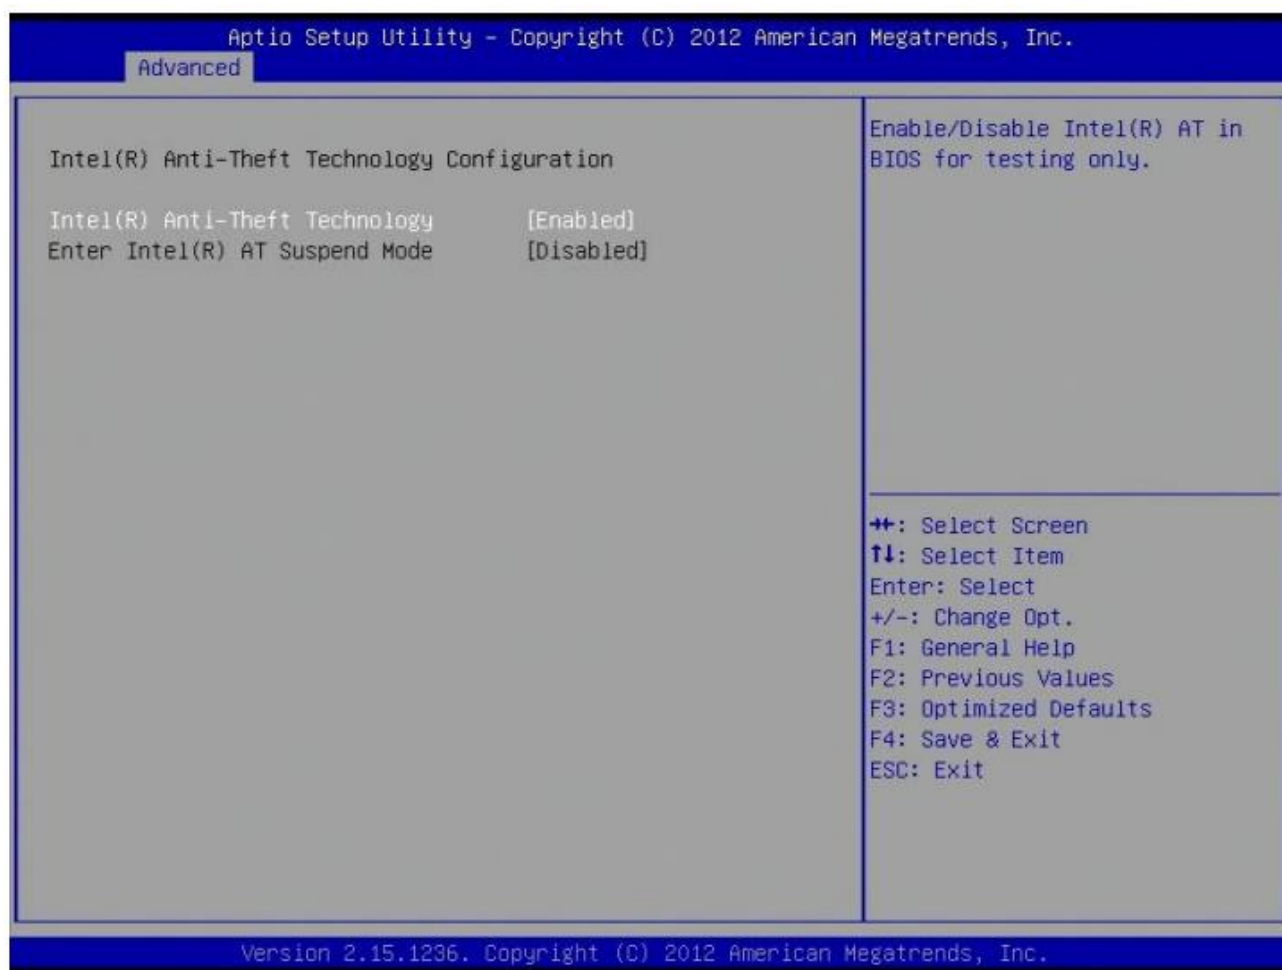 Aptio Setup Utility – Copyright (C) 2012 American Megatrends, Inc.
Advanced
Intel(R) Anti-Theft Technology Configuration
Intel(R) Anti-Theft Technology [Enabled]
Enter Intel(R) AT Suspend Mode [Disabled]
Enable/Disable Intel(R) AT in
BIOS for testing only.
→←: Select Screen
↑↓: Select Item
Enter: Select
+/-: Change Opt.
F1: General Help
F2: Previous Values
F3: Optimized Defaults
F4: Save & Exit
ESC: Exit
Version 2.15.1236. Copyright (C) 2012 American Megatrends, Inc.